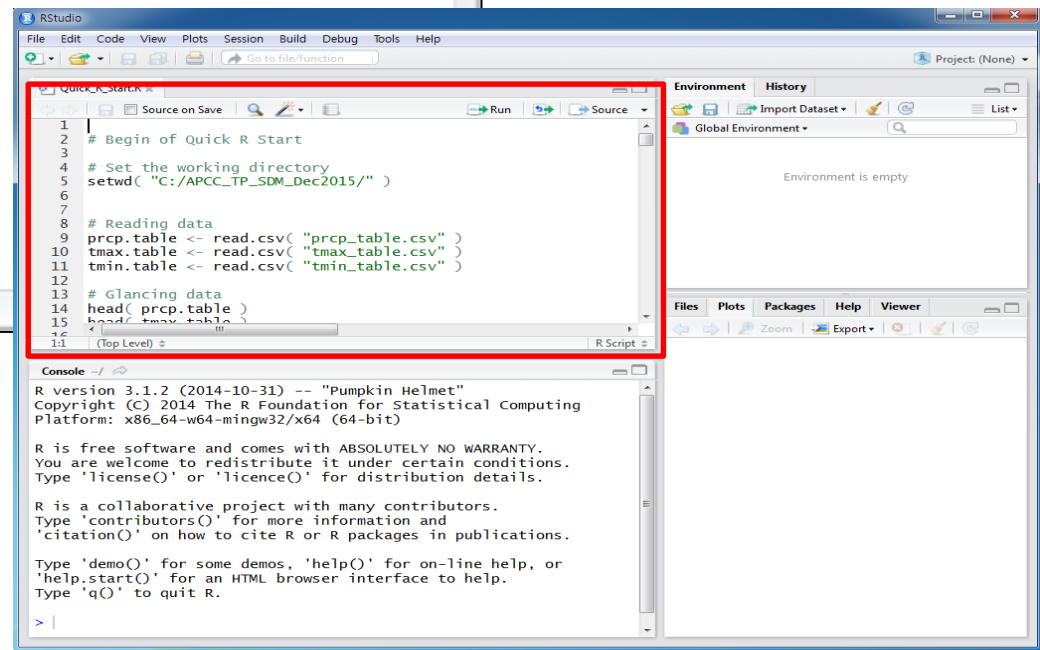 RStudio
File Edit Code View Plots Session Build Debug Tools Help
Go to file/function
Project: (None)
Quick_R_Start.R
Source on Save
Run
Source
1
2 # Begin of Quick R Start
3
4 # Set the working directory
5 setwd( "C:/APCC_TP_SDM_Dec2015/" )
6
7
8 # Reading data
9 prcp.table <- read.csv( "prcp_table.csv" )
10 tmax.table <- read.csv( "tmax_table.csv" )
11 tmin.table <- read.csv( "tmin_table.csv" )
12
13 # Glancing data
14 head( prcp.table )
15 head( tmax.table )
16
1:1 (Top Level) R Script
Console ~/
R version 3.1.2 (2014-10-31) -- "Pumpkin Helmet"
Copyright (C) 2014 The R Foundation for Statistical Computing
Platform: x86_64-w64-mingw32/x64 (64-bit)
R is free software and comes with ABSOLUTELY NO WARRANTY.
You are welcome to redistribute it under certain conditions.
Type 'license()' or 'licence()' for distribution details.
R is a collaborative project with many contributors.
Type 'contributors()' for more information and
'citation()' on how to cite R or R packages in publications.
Type 'demo()' for some demos, 'help()' for on-line help, or
'help.start()' for an HTML browser interface to help.
Type 'q()' to quit R.
>
Environment History
Import Dataset
List
Global Environment
Environment is empty
Files Plots Packages Help Viewer
Zoom Export